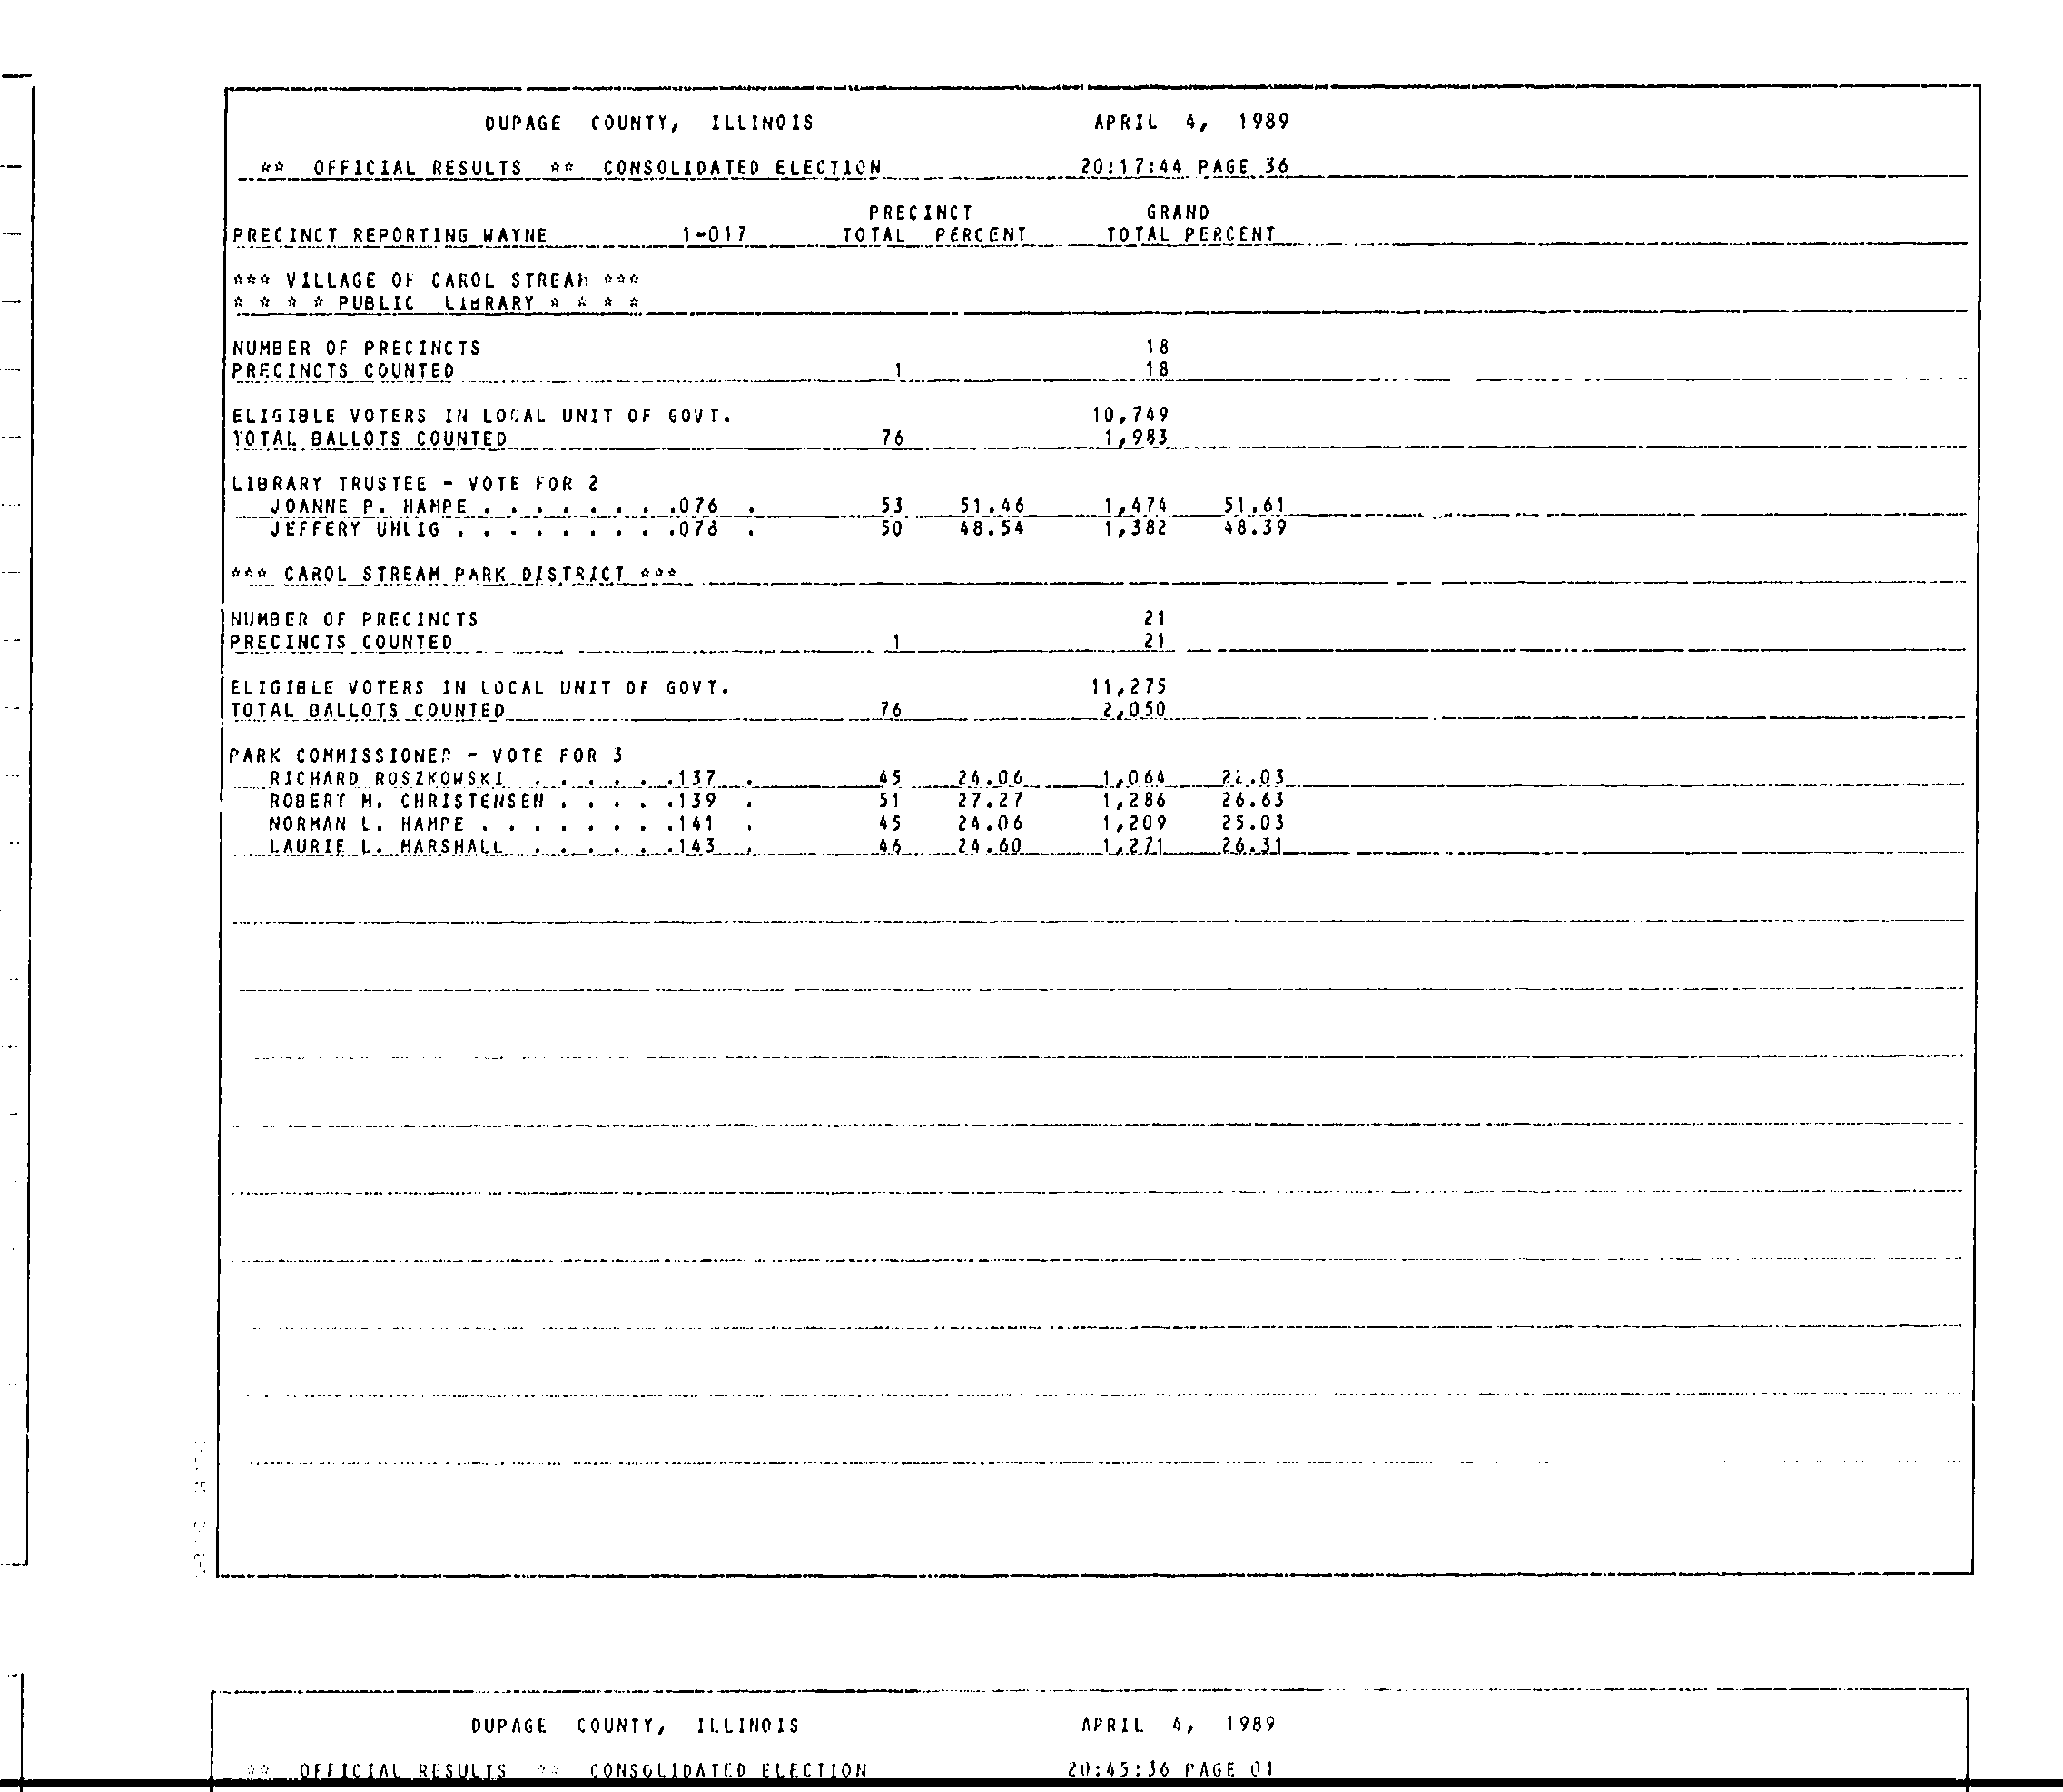 DUPAGE COUNTY, ILLINOIS APRIL 4, 1989
** OFFICIAL RESULTS ** CONSOLIDATED ELECTION 20:17:44 PAGE 36
PRECINCT GRAND
PRECINCT REPORTING WAYNE 1-017 TOTAL PERCENT TOTAL PERCENT
*** VILLAGE OF CAROL STREAM ***
* * * * PUBLIC LIBRARY * * * *
NUMBER OF PRECINCTS 18
PRECINCTS COUNTED 1 18
ELIGIBLE VOTERS IN LOCAL UNIT OF GOVT. 10,749
TOTAL BALLOTS COUNTED 76 1,983
LIBRARY TRUSTEE - VOTE FOR 2
JOANNE P. HAMPE . . . . . . . .076 . 53 51.46 1,474 51.61
JEFFERY UHLIG . . . . . . . . .078 . 50 48.54 1,382 48.39
*** CAROL STREAM PARK DISTRICT ***
NUMBER OF PRECINCTS 21
PRECINCTS COUNTED 1 21
ELIGIBLE VOTERS IN LOCAL UNIT OF GOVT. 11,275
TOTAL BALLOTS COUNTED 76 2,050
PARK COMMISSIONER - VOTE FOR 3
RICHARD ROSZKOWSKI . . . . . .137 . 45 24.06 1,064 22.03
ROBERT M. CHRISTENSEN . . . . .139 . 51 27.27 1,286 26.63
NORMAN L. HAMPE . . . . . . . .141 . 45 24.06 1,209 25.03
LAURIE L. MARSHALL . . . . . .143 . 46 24.60 1,271 26.31
DUPAGE COUNTY, ILLINOIS APRIL 4, 1989
** OFFICIAL RESULTS ** CONSOLIDATED ELECTION 20:45:36 PAGE 01